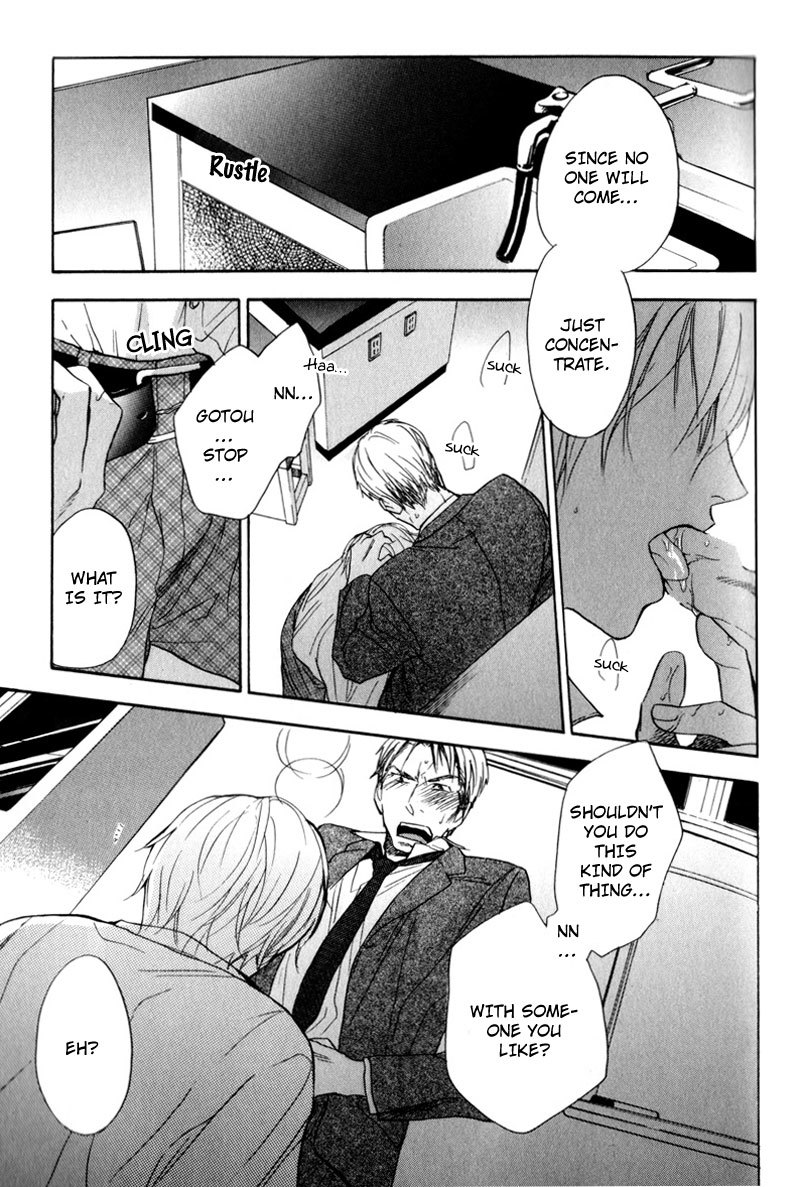 SINCE NO
ONE WILL
COME...
Rustle
JUST
CONCEN-
TRATE.
suck
suck
suck
Haa...
NN...
GOTOU
...
STOP
...
CLING
WHAT
IS IT?
SHOULDN'T
YOU DO
THIS
KIND OF
THING...
NN
...
WITH SOME-
ONE YOU
LIKE?
EH?